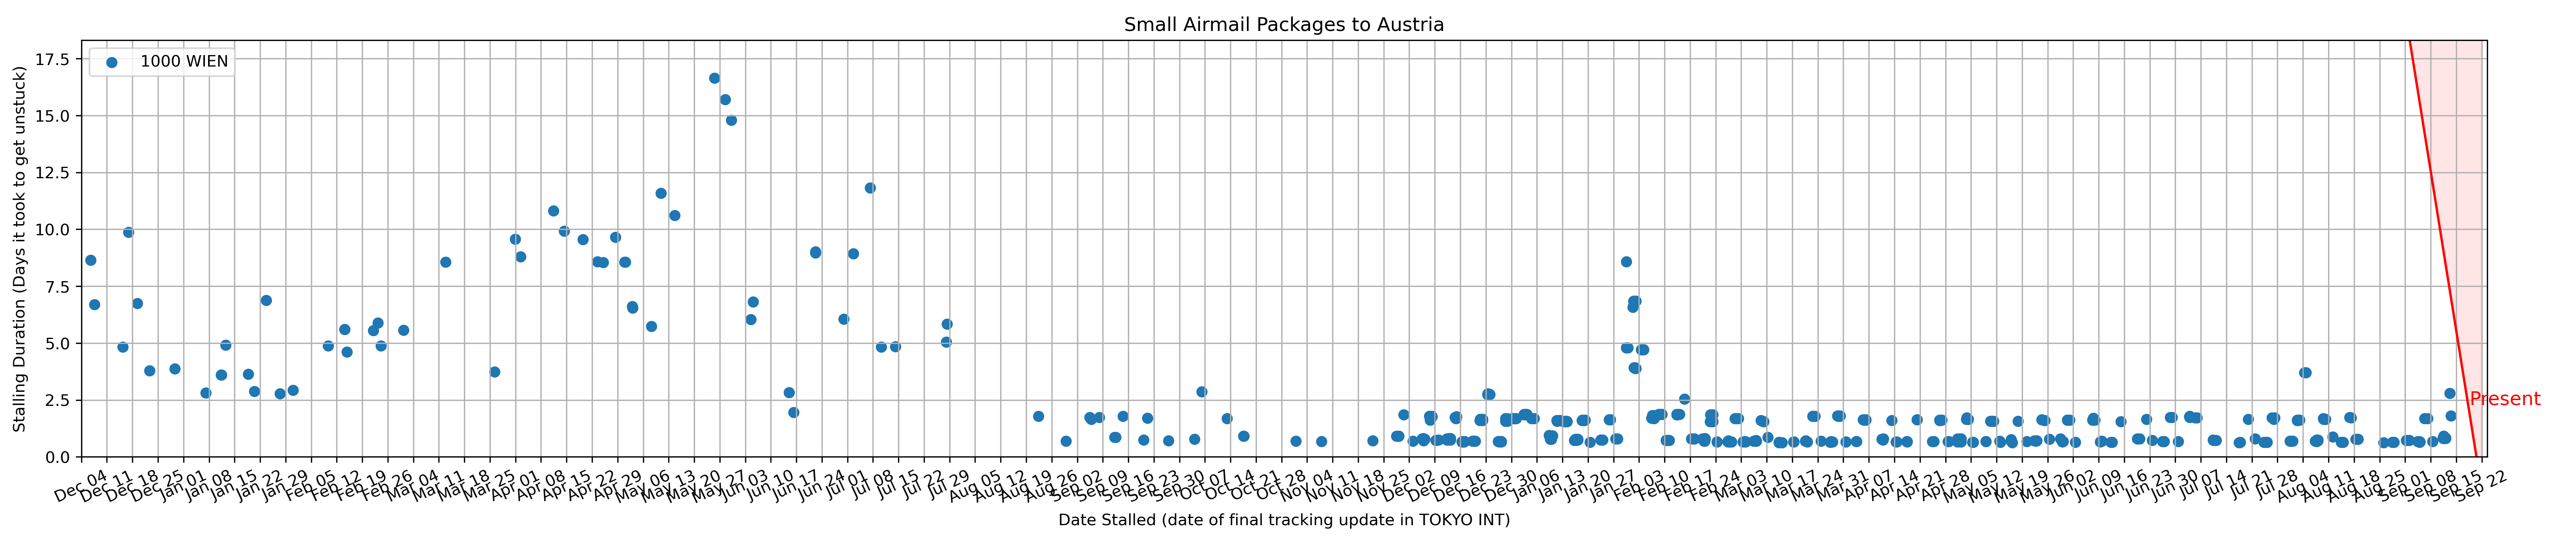 Small Airmail Packages to Austria
1000 WIEN
Stalling Duration (Days it took to get unstuck)
17.5
15.0
12.5
10.0
7.5
5.0
2.5
0.0
Present
Dec 04 Dec 11 Dec 18 Dec 25 Jan 01 Jan 08 Jan 15 Jan 22 Jan 29 Feb 05 Feb 12 Feb 19 Feb 26 Mar 04 Mar 11 Mar 18 Mar 25 Apr 01 Apr 08 Apr 15 Apr 22 Apr 29 May 06 May 13 May 20 May 27 Jun 03 Jun 10 Jun 17 Jun 24 Jul 01 Jul 08 Jul 15 Jul 22 Jul 29 Aug 05 Aug 12 Aug 19 Aug 26 Sep 02 Sep 09 Sep 16 Sep 23 Sep 30 Oct 07 Oct 14 Oct 21 Oct 28 Nov 04 Nov 11 Nov 18 Nov 25 Dec 02 Dec 09 Dec 16 Dec 23 Dec 30 Jan 06 Jan 13 Jan 20 Jan 27 Feb 03 Feb 10 Feb 17 Feb 24 Mar 03 Mar 10 Mar 17 Mar 24 Mar 31 Apr 07 Apr 14 Apr 21 Apr 28 May 05 May 12 May 19 May 26 Jun 02 Jun 09 Jun 16 Jun 23 Jun 30 Jul 07 Jul 14 Jul 21 Jul 28 Aug 04 Aug 11 Aug 18 Aug 25 Sep 01 Sep 08 Sep 15 Sep 22
Date Stalled (date of final tracking update in TOKYO INT)